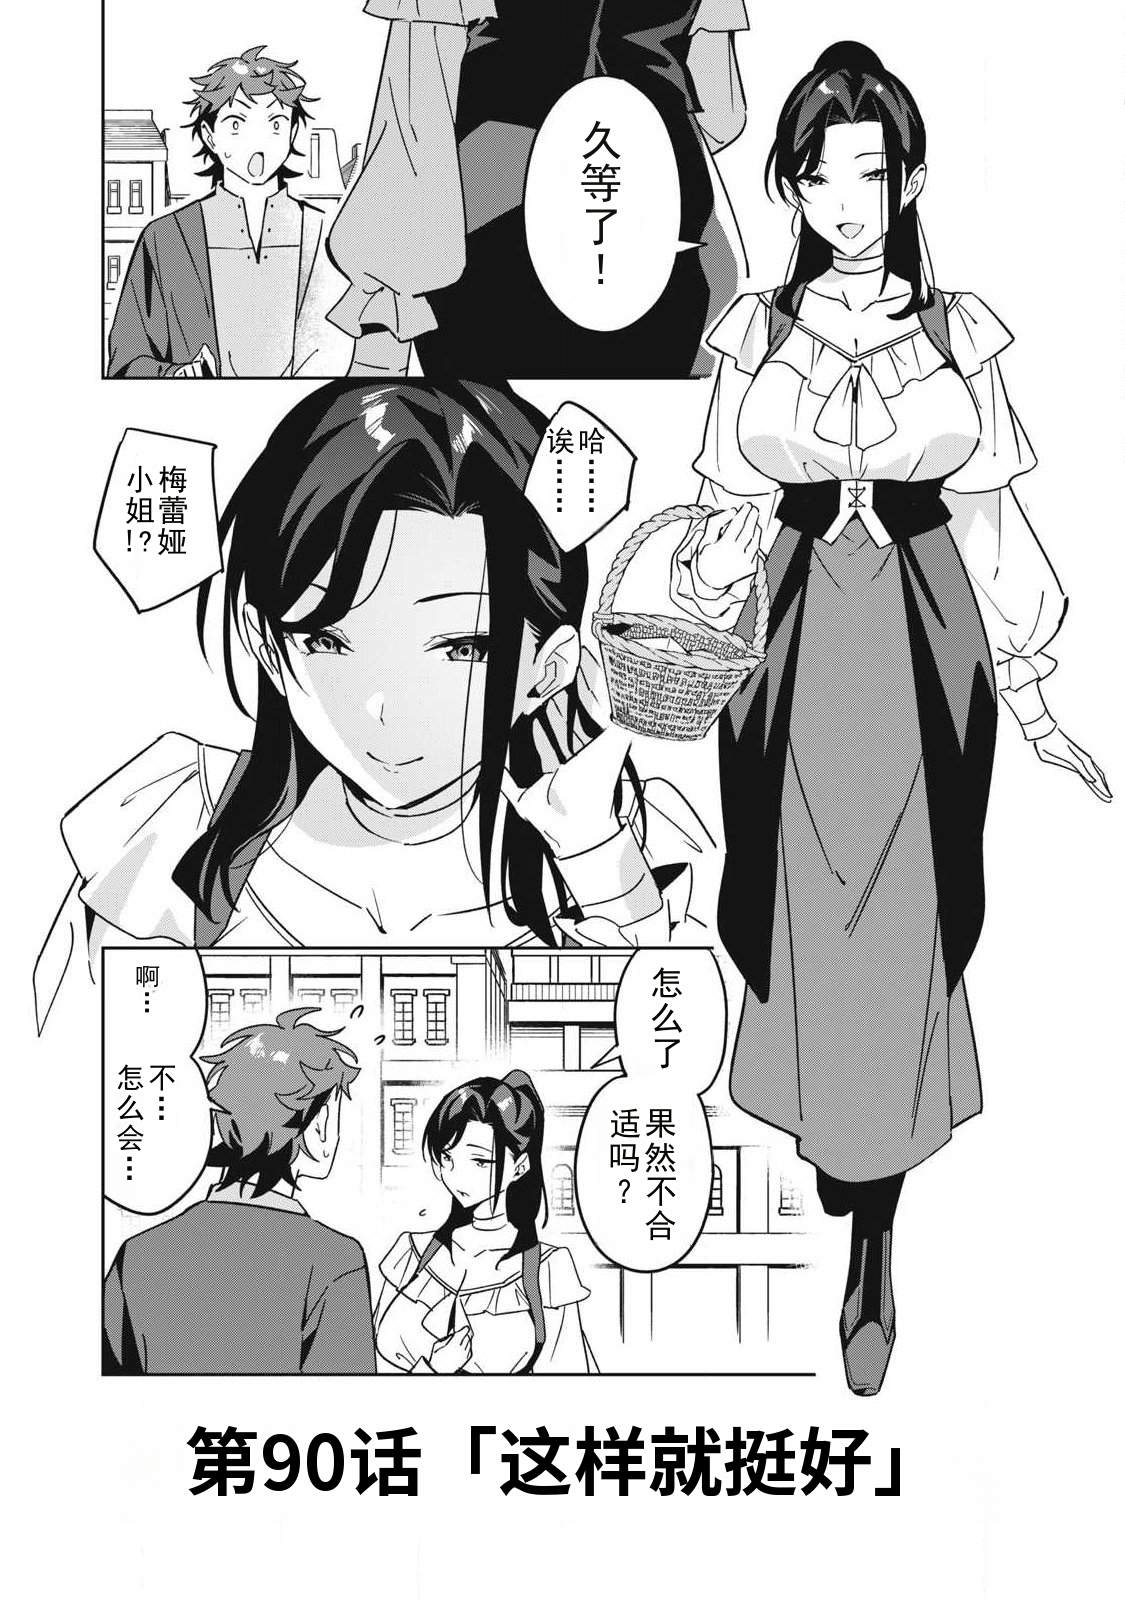 久等了！
哈……
诶……
梅蕾娅
小姐!?
怎么了
果然不合
适吗？
啊…
不…
怎么会…
第90话「这样就挺好」